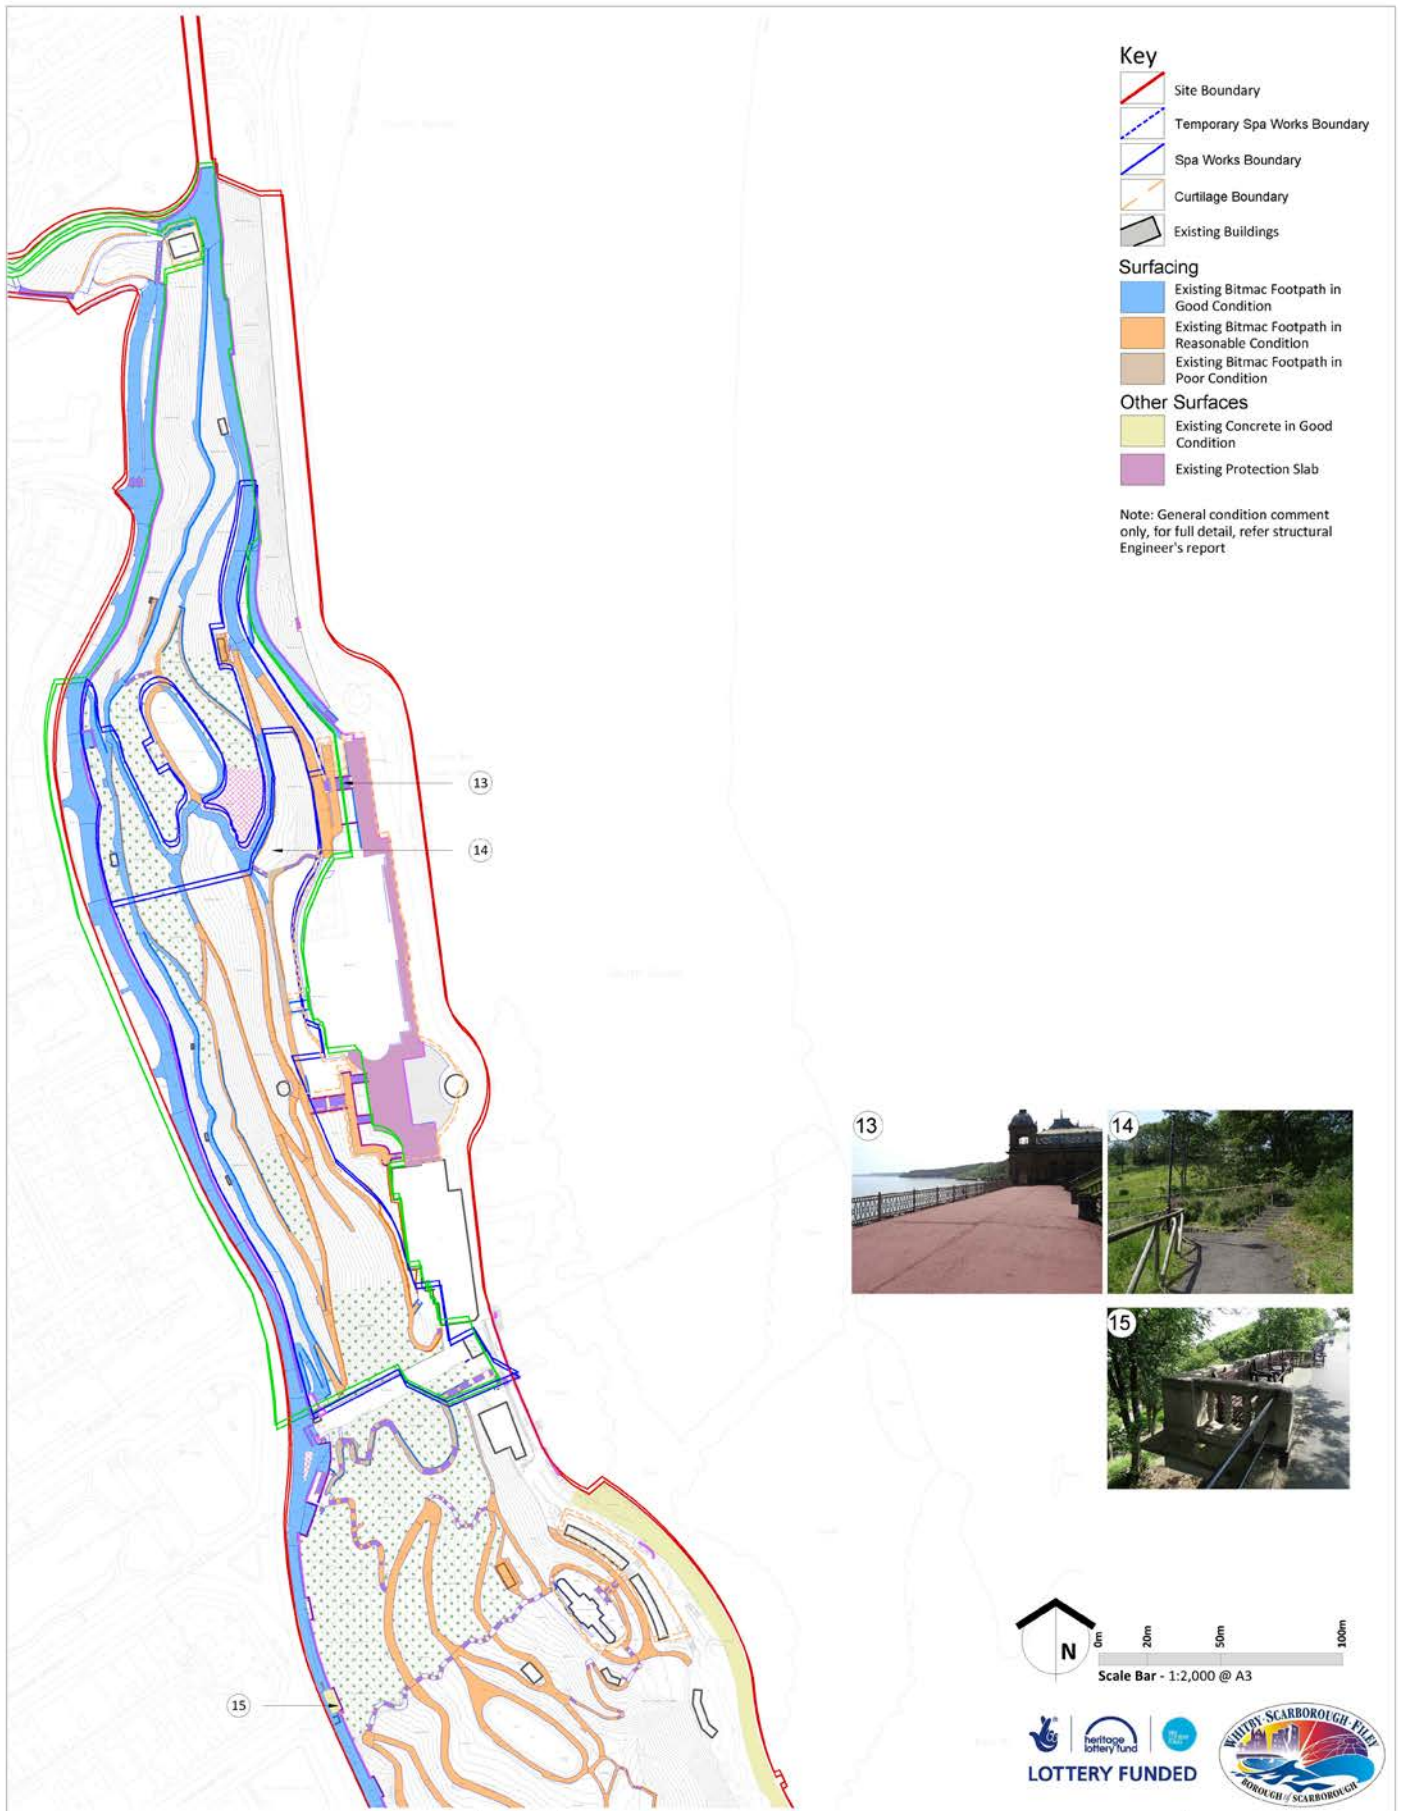 Key
Site Boundary
Temporary Spa Works Boundary
Spa Works Boundary
Curtilage Boundary
Existing Buildings
Surfacing
Existing Bitmac Footpath in
Good Condition
Existing Bitmac Footpath in
Reasonable Condition
Existing Bitmac Footpath in
Poor Condition
Other Surfaces
Existing Concrete in Good
Condition
Existing Protection Slab
Note: General condition comment
only, for full detail, refer structural
Engineer's report
13
14
13
14
15
15
N
0m
20m
50m
100m
Scale Bar - 1:2,000 @ A3
heritage
lottery fund
LOTTERY FUNDED
WHITBY·SCARBOROUGH·FILEY
BOROUGH of SCARBOROUGH